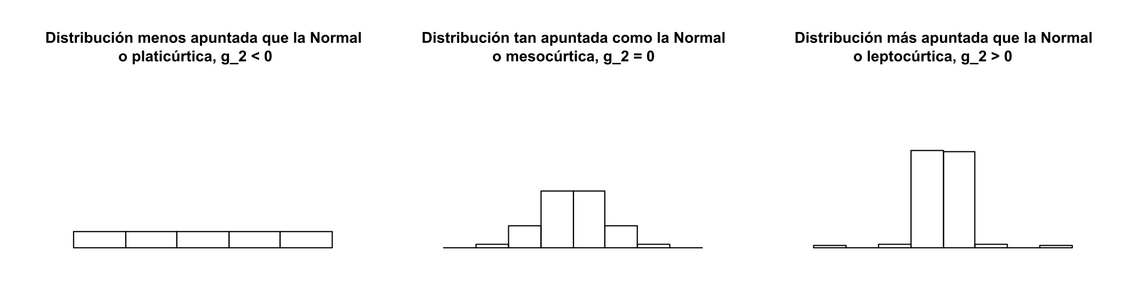 Distribución menos apuntada que la Normal
o platicúrtica, g_2 < 0
Distribución tan apuntada como la Normal
o mesocúrtica, g_2 = 0
Distribución más apuntada que la Normal
o leptocúrtica, g_2 > 0